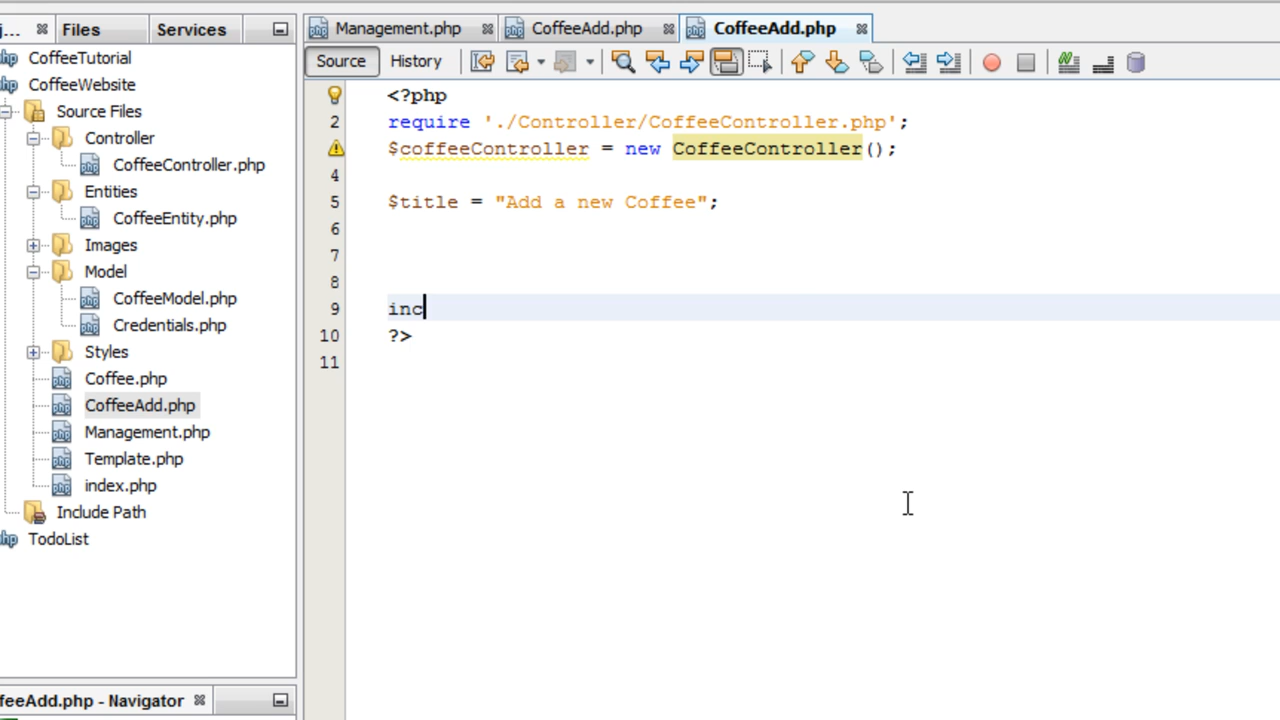 j... Files Services
Management.php CoffeeAdd.php CoffeeAdd.php
Source History
CoffeeTutorial
CoffeeWebsite
Source Files
Controller
CoffeeController.php
Entities
CoffeeEntity.php
Images
Model
CoffeeModel.php
Credentials.php
Styles
Coffee.php
CoffeeAdd.php
Management.php
Template.php
index.php
Include Path
TodoList
feeAdd.php - Navigator
<?php
2 require './Controller/CoffeeController.php';
$coffeeController = new CoffeeController();
4
5 $title = "Add a new Coffee";
6
7
8
9 inc
10 ?>
11